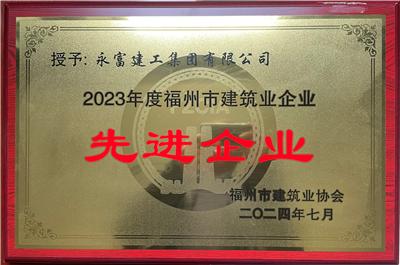 授予：永富建工集团有限公司
2023年度福州市建筑业企业
先进企业
福州市建筑业协会
二〇二四年七月